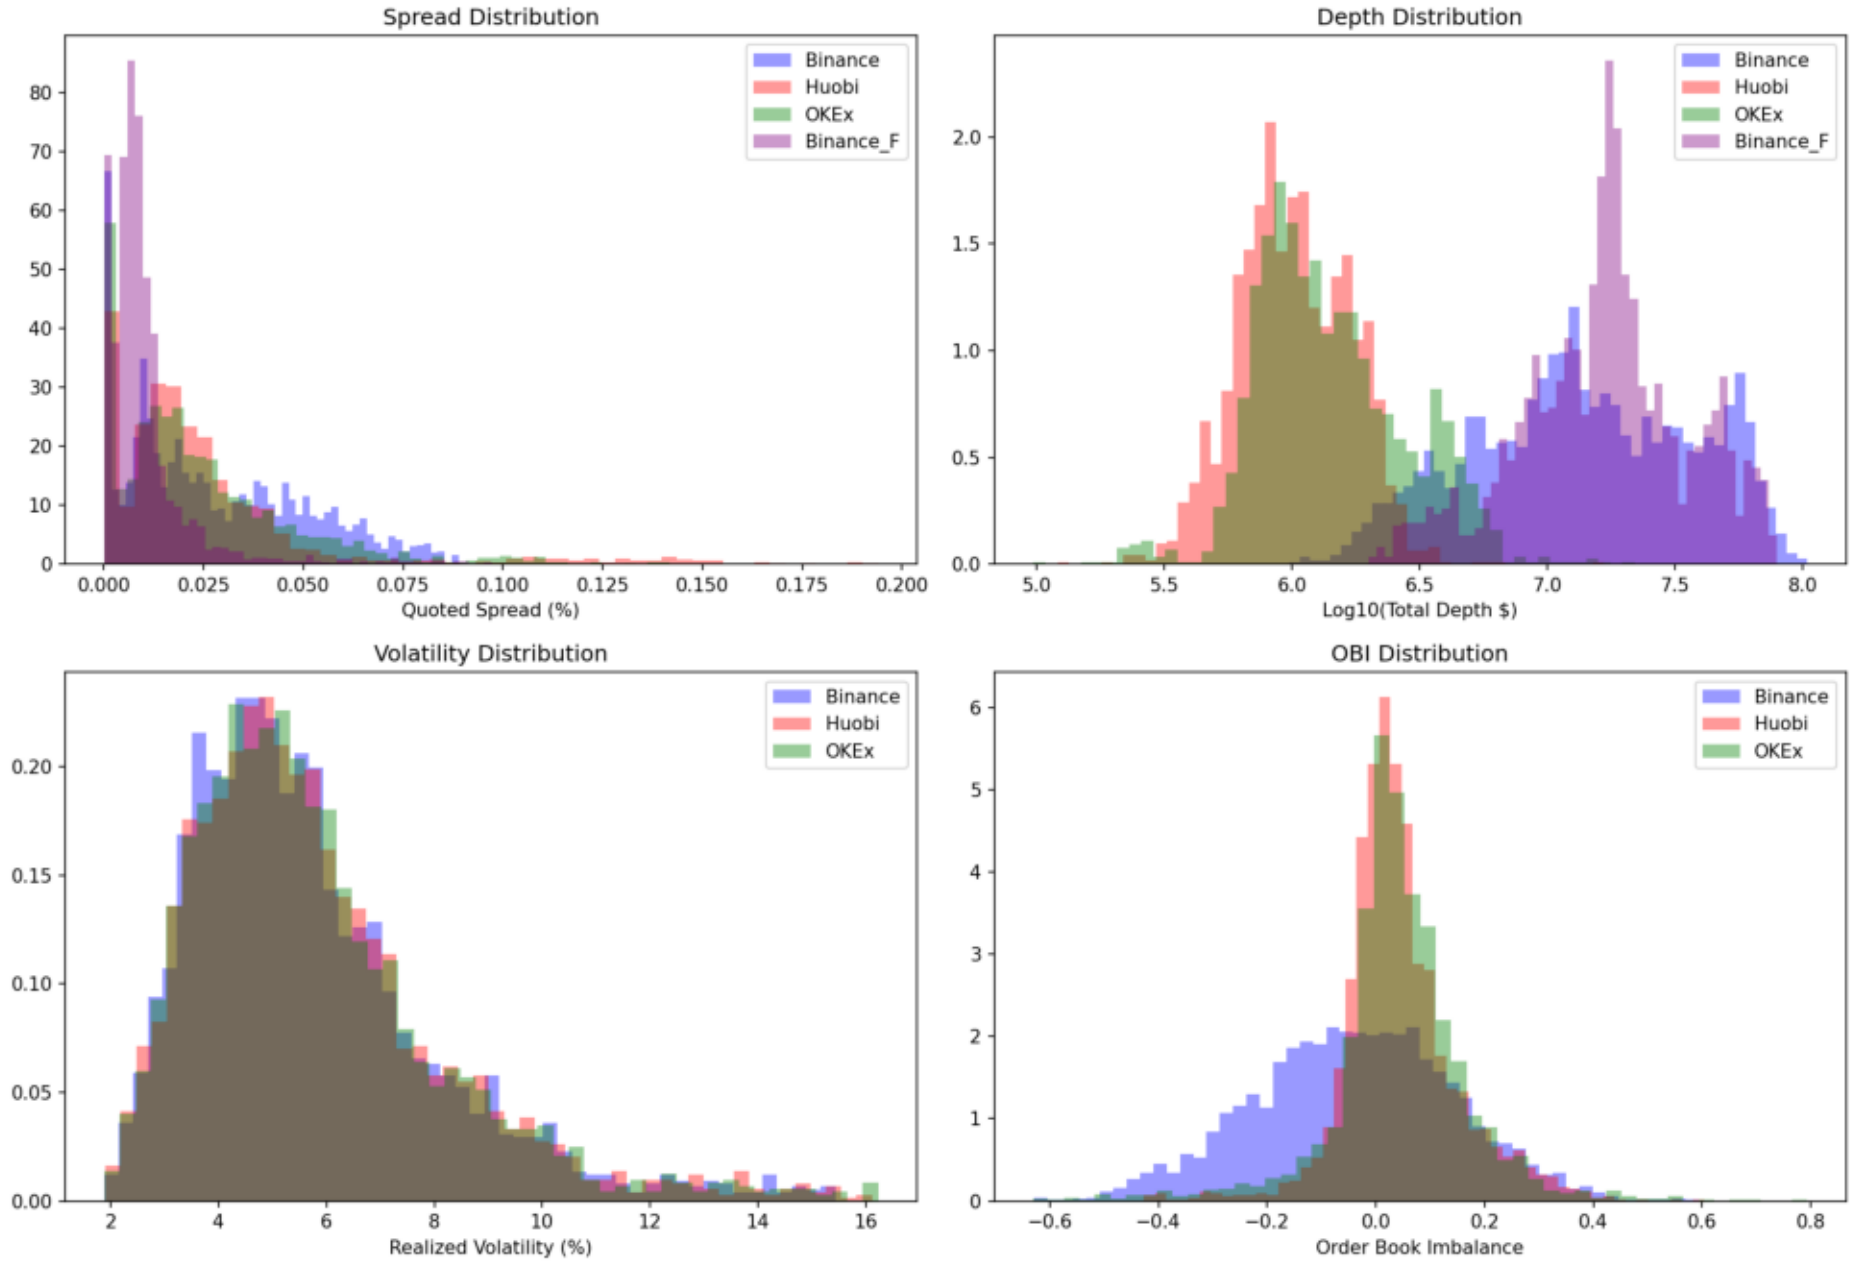 Spread Distribution
Binance
Huobi
OKEx
Binance_F
80
70
60
50
40
30
20
10
0
0.000 0.025 0.050 0.075 0.100 0.125 0.150 0.175 0.200
Quoted Spread (%)
Depth Distribution
Binance
Huobi
OKEx
Binance_F
2.0
1.5
1.0
0.5
0.0
5.0 5.5 6.0 6.5 7.0 7.5 8.0
Log10(Total Depth $)
Volatility Distribution
Binance
Huobi
OKEx
0.20
0.15
0.10
0.05
0.00
2 4 6 8 10 12 14 16
Realized Volatility (%)
OBI Distribution
Binance
Huobi
OKEx
6
5
4
3
2
1
0
−0.6 −0.4 −0.2 0.0 0.2 0.4 0.6 0.8
Order Book Imbalance